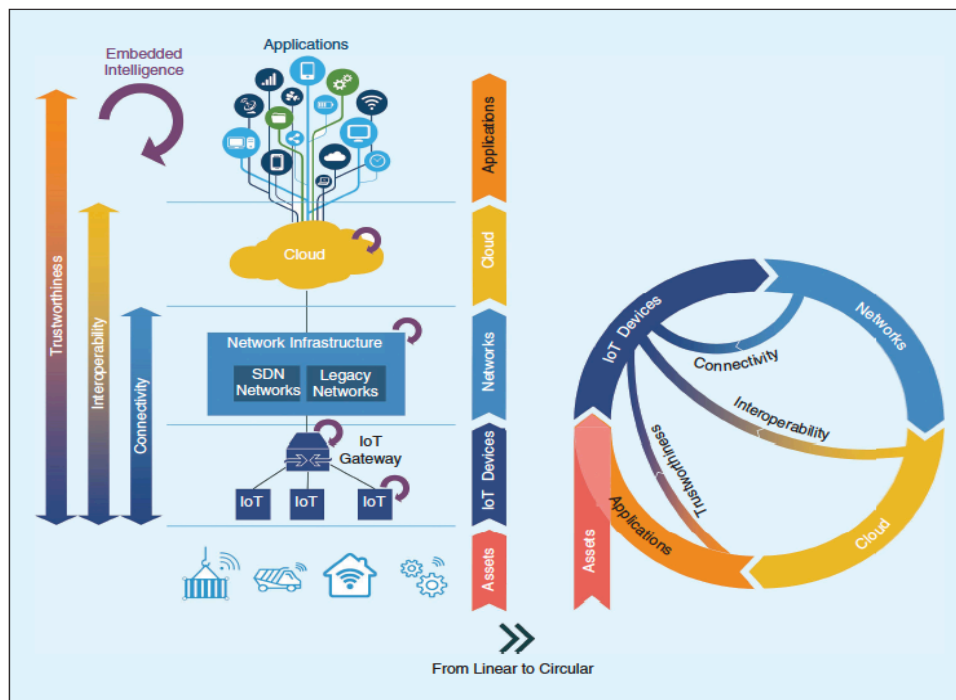 Embedded
Intelligence
Applications
Trustworthiness
Interoperability
Connectivity
Cloud
Network Infrastructure
SDN
Networks
Legacy
Networks
IoT
Gateway
IoT
IoT
IoT
Applications
Cloud
Networks
IoT Devices
Assets
From Linear to Circular
IoT Devices
Networks
Connectivity
Interoperability
Trustworthiness
Applications
Cloud
Assets